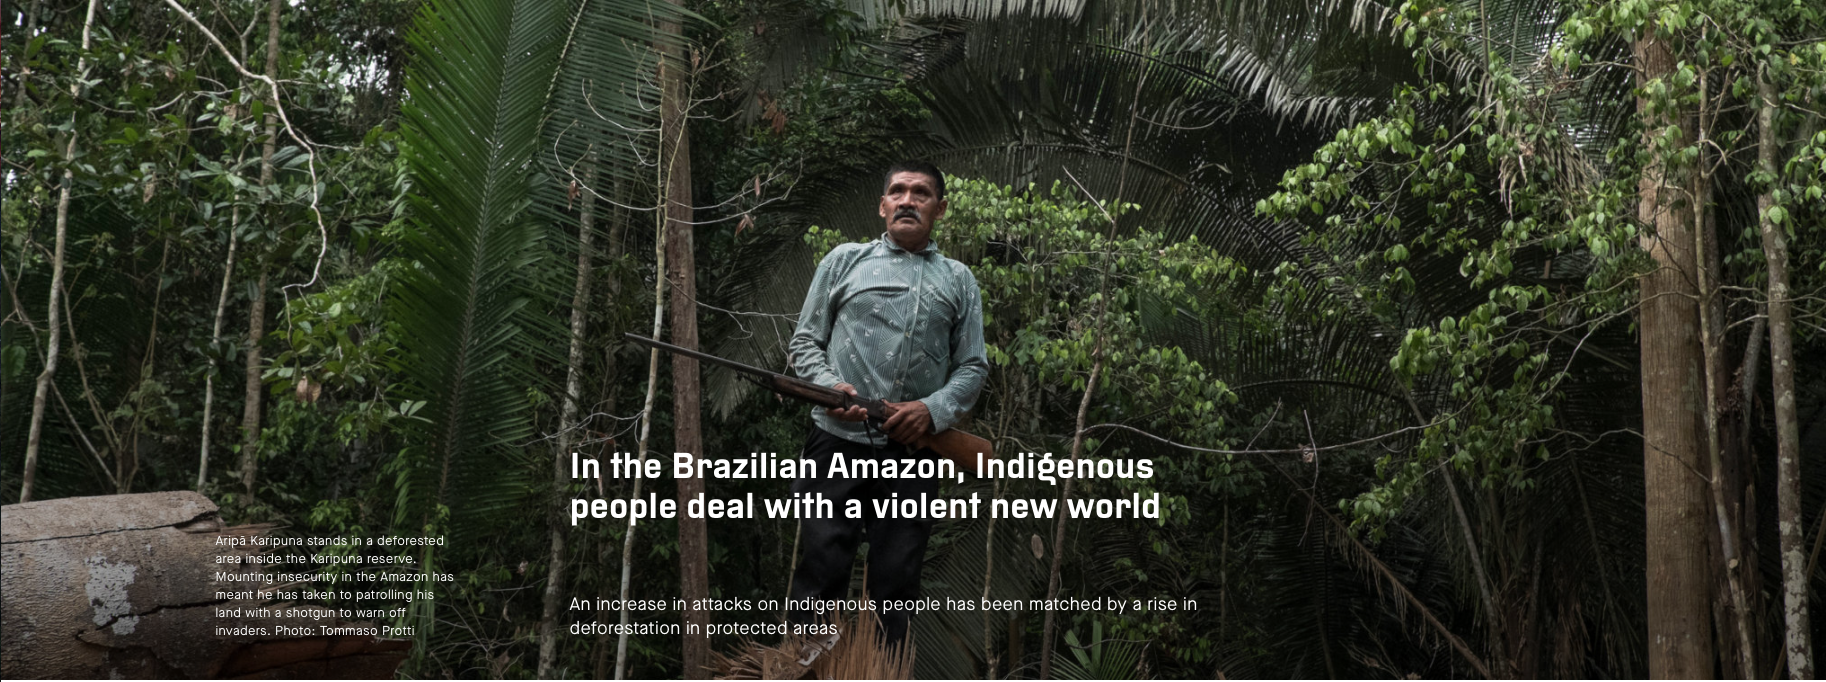 In the Brazilian Amazon, Indigenous
people deal with a violent new world
Aripã Karipuna stands in a deforested
area inside the Karipuna reserve.
Mounting insecurity in the Amazon has
meant he has taken to patrolling his
land with a shotgun to warn off
invaders. Photo: Tommaso Protti
An increase in attacks on Indigenous people has been matched by a rise in
deforestation in protected areas